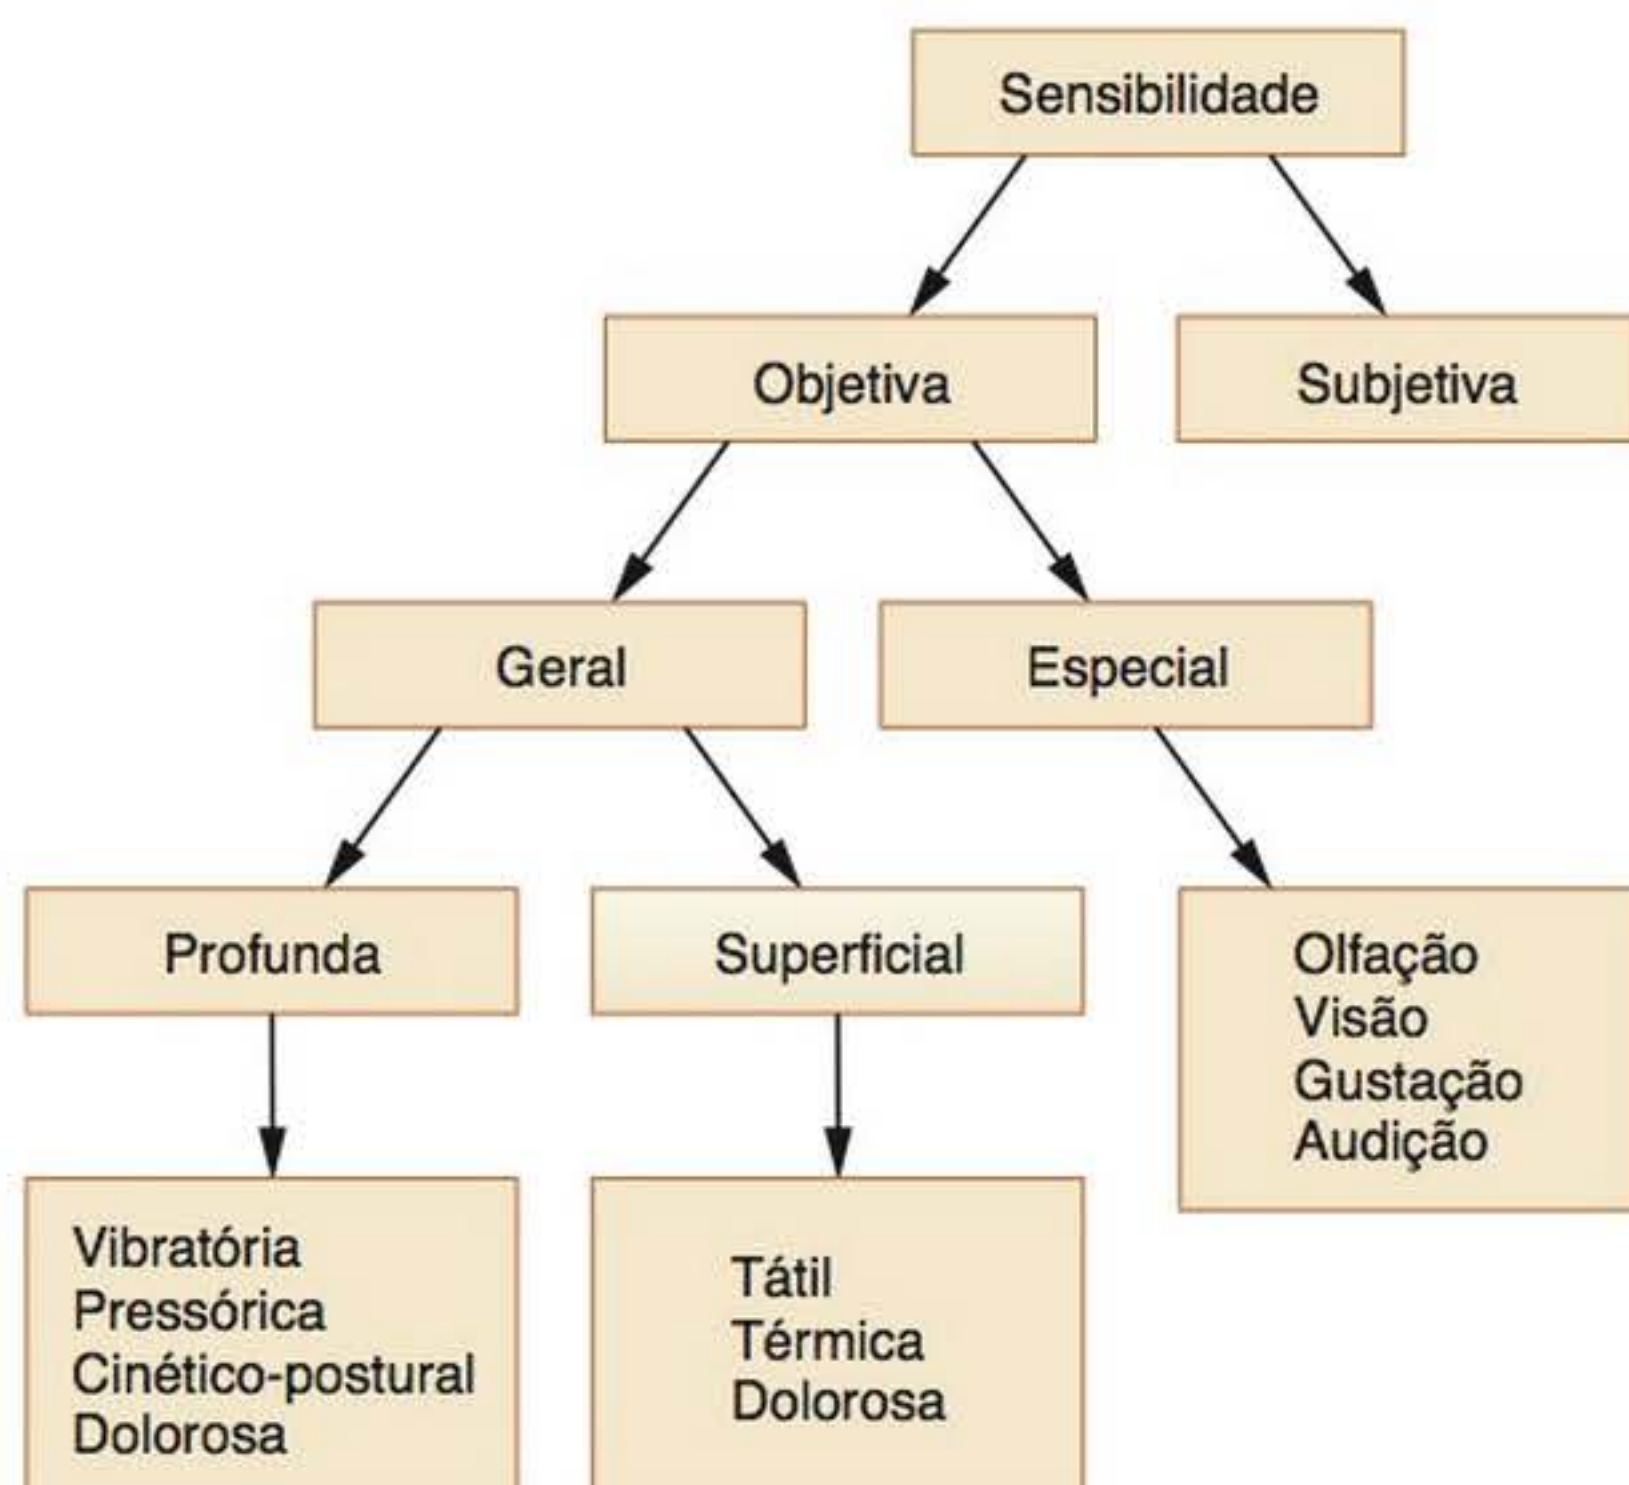 Sensibilidade
Objetiva
Subjetiva
Geral
Especial
Profunda
Superficial
Olfação
Visão
Gustação
Audição
Vibratória
Pressórica
Cinético-postural
Dolorosa
Tátil
Térmica
Dolorosa